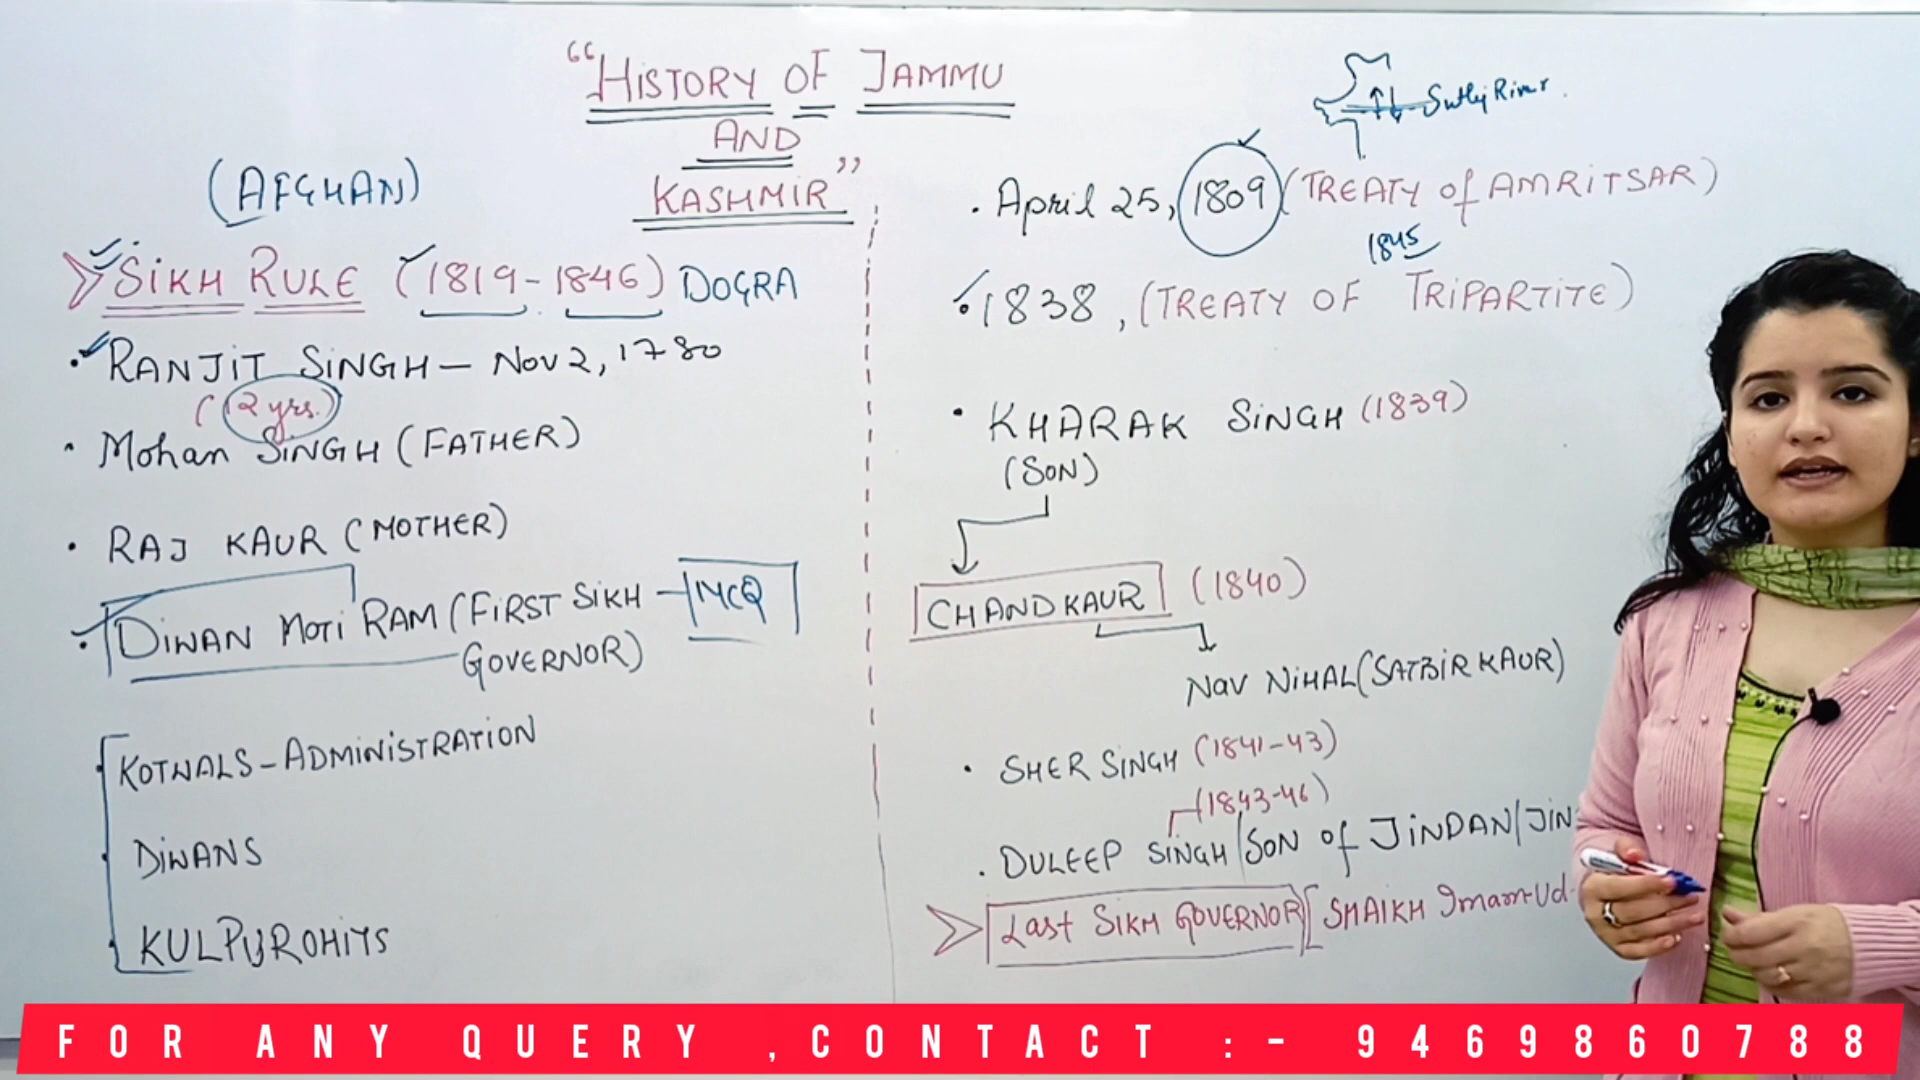 “HISTORY OF JAMMU
AND
KASHMIR”
(AFGHAN)
SIKH RULE (1819-1846) DOGRA
• RANJIT SINGH – Nov 2, 1780
(12 yrs.)
• Mohan SINGH (FATHER)
• RAJ KAUR (MOTHER)
• DIWAN MOTI RAM (FIRST SIKH – MCQ
GOVERNOR)
• KOTWALS – ADMINISTRATION
• DIWANS
• KULPUROHITS
Sutlej River.
• April 25, 1809 (TREATY of AMRITSAR)
1845
• 1838, (TREATY OF TRIPARTITE)
• KHARAK SINGH (1839)
(SON)
CHANDKAUR (1840)
NAV NIHAL (SATBIR KAUR)
• SHER SINGH (1841-43)
(1843-46)
• DULEEP SINGH/SON of JINDAN/JIN
Last SIKH GOVERNOR SHAIKH Imam-Ud-
FOR ANY QUERY ,CONTACT :- 9469860788